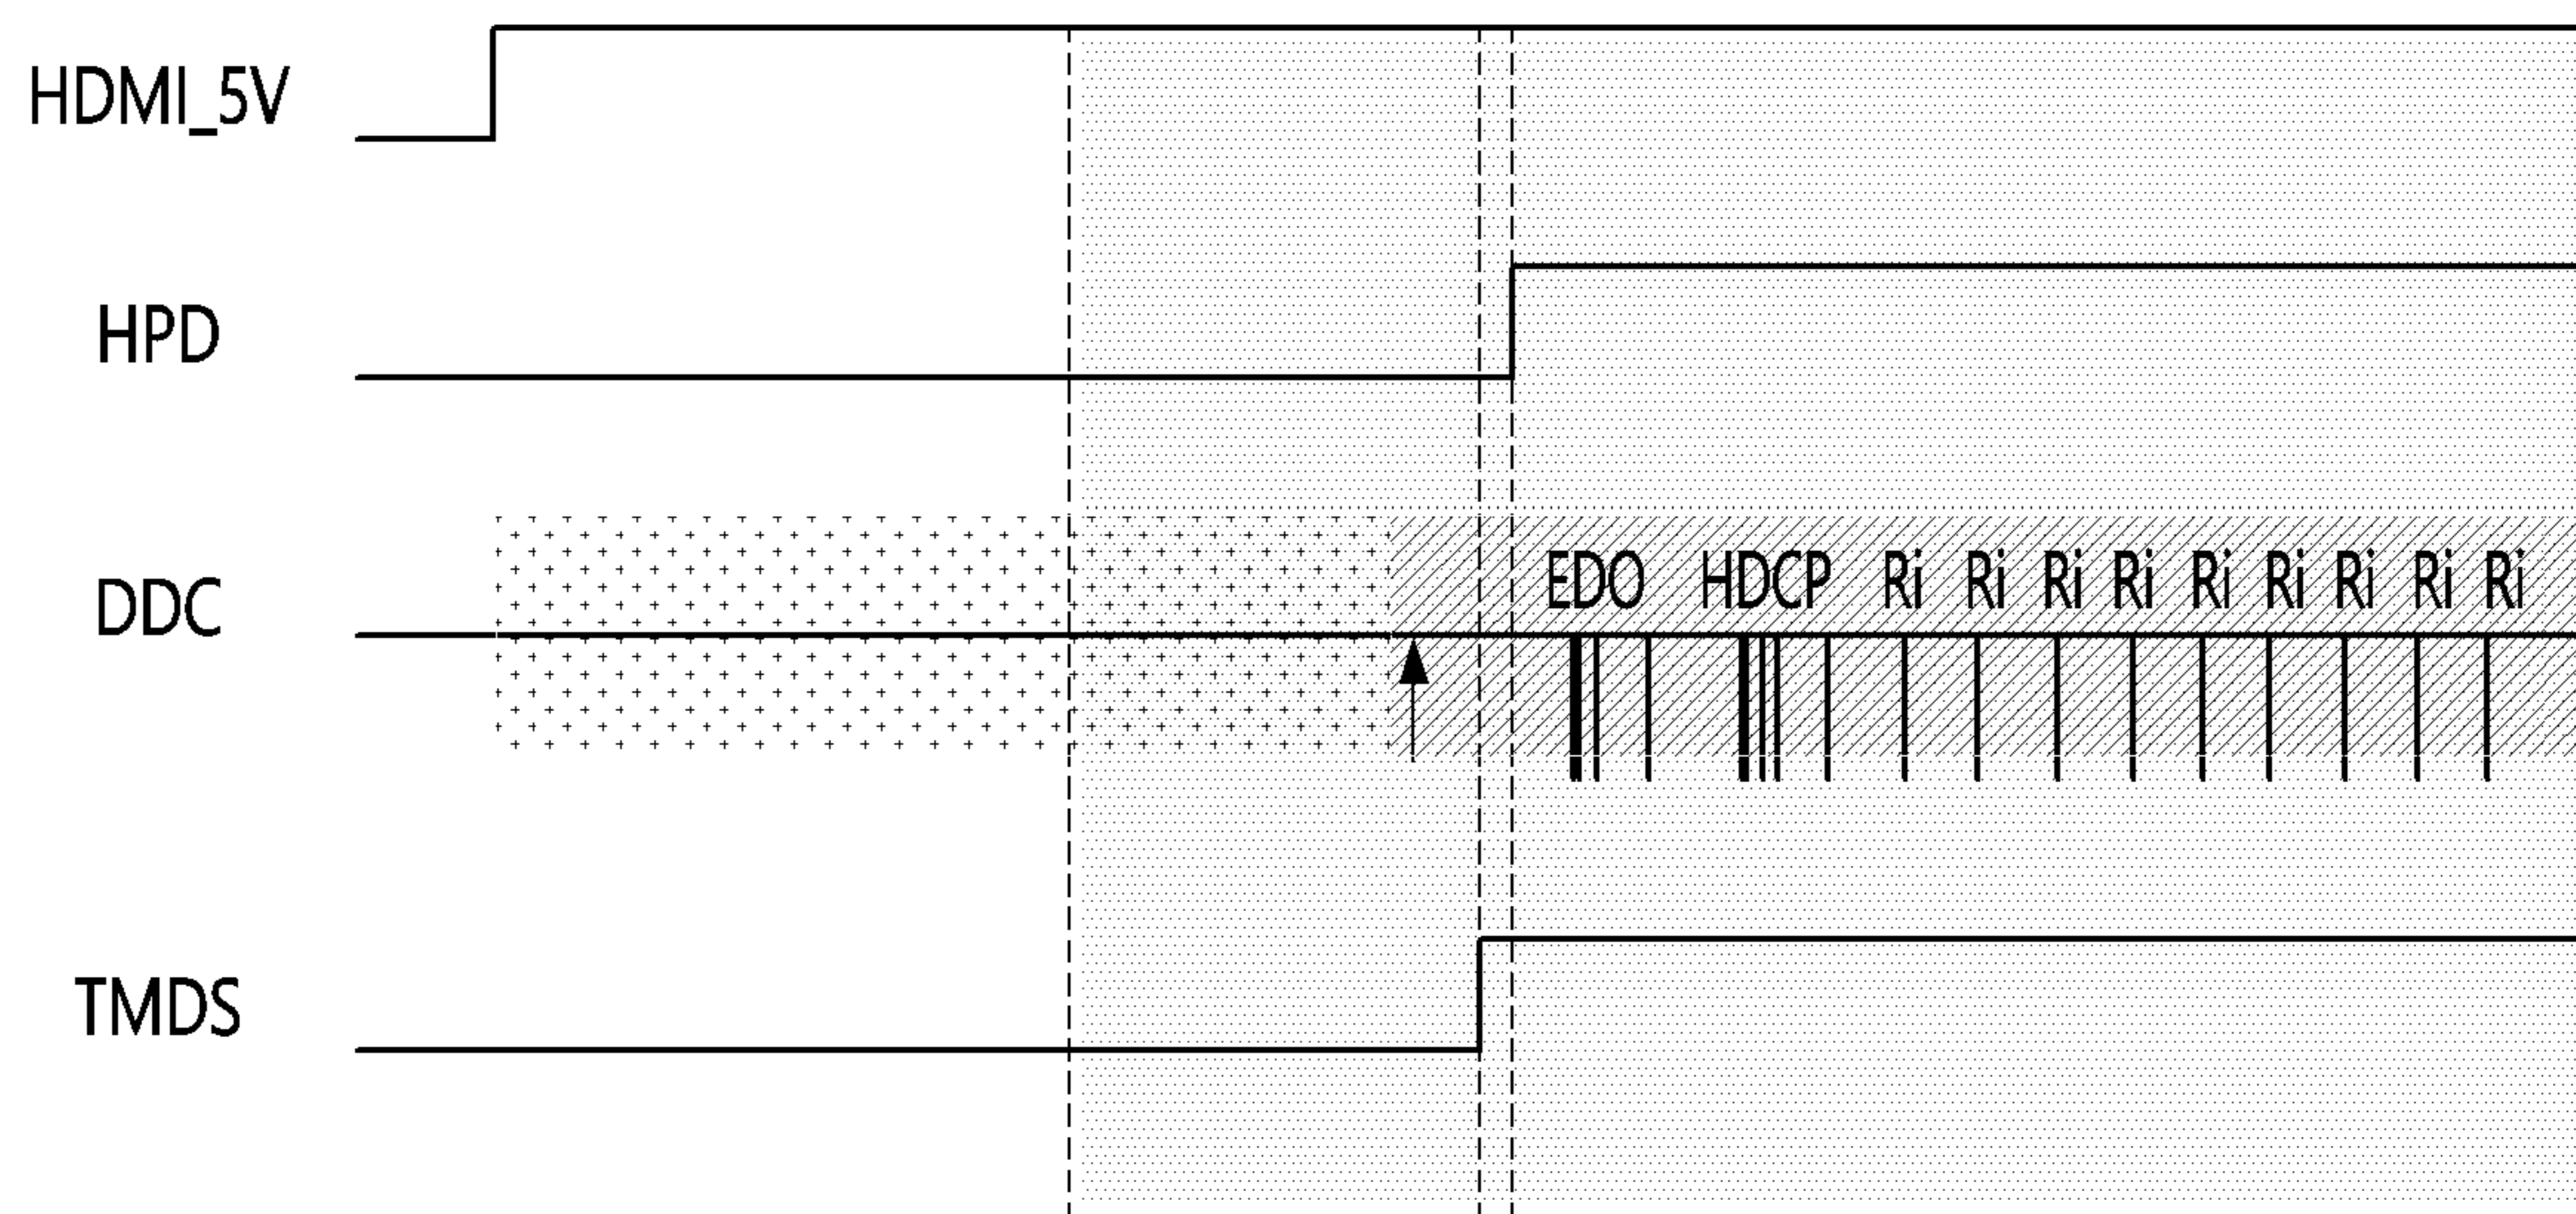 HDMI_5V
HPD
DDC EDO HDCP Ri Ri Ri Ri Ri Ri Ri Ri Ri
TMDS